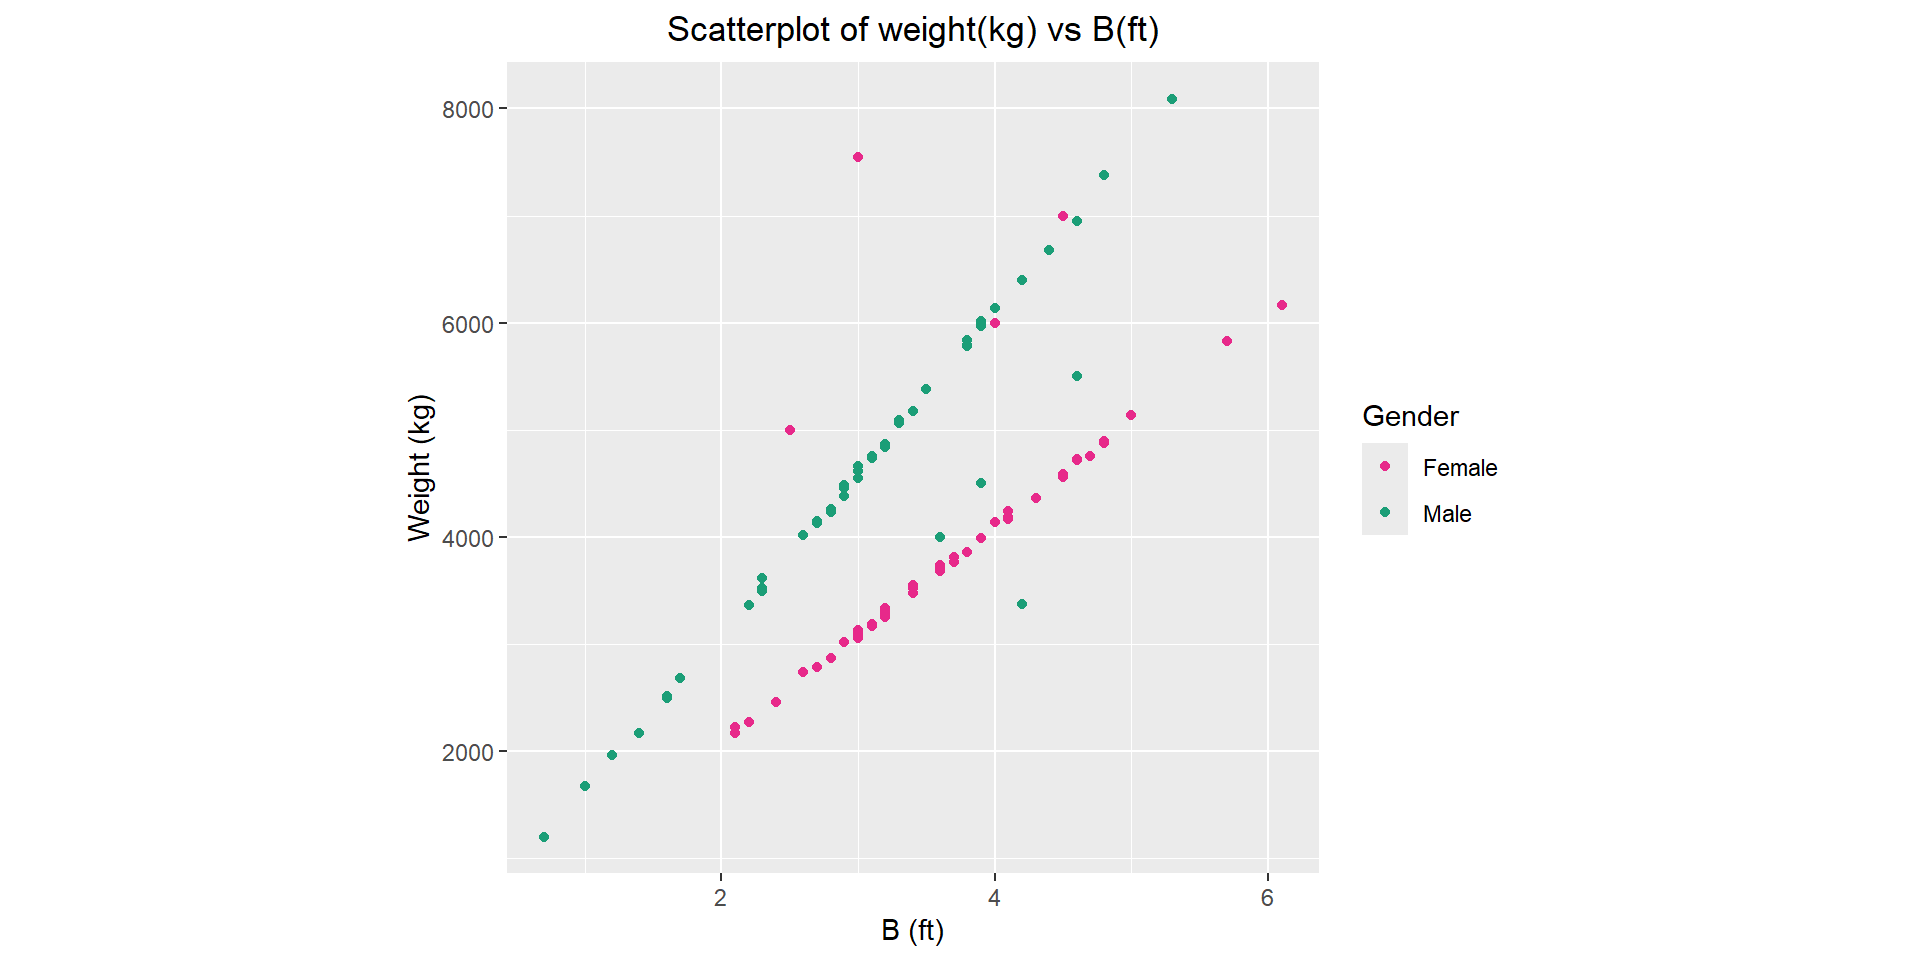 Scatterplot of weight(kg) vs B(ft)
8000
6000
4000
2000
Weight (kg)
2 4 6
B (ft)
Gender
Female
Male